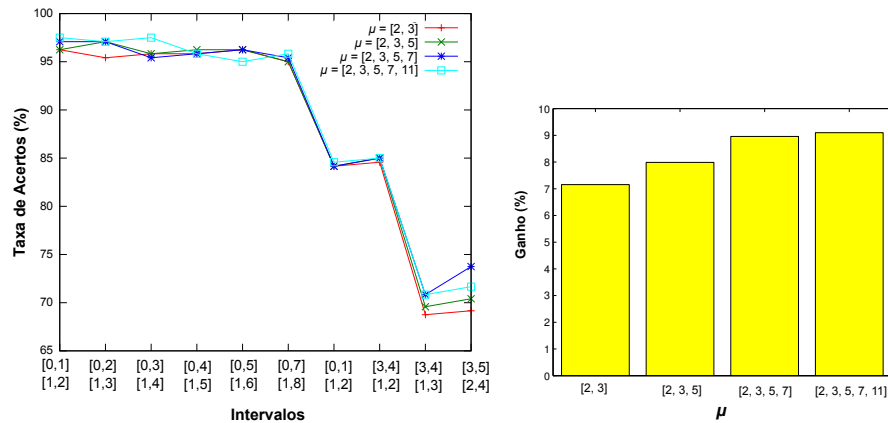 100
95
90
85
80
75
70
65
Taxa de Acertos (%)
μ = [2, 3]
μ = [2, 3, 5]
μ = [2, 3, 5, 7]
μ = [2, 3, 5, 7, 11]
[0,1] [0,2] [0,3] [0,4] [0,5] [0,7] [0,1] [3,4] [3,4] [3,5]
[1,2] [1,3] [1,4] [1,5] [1,6] [1,8] [1,2] [1,2] [1,3] [2,4]
Intervalos
10
9
8
7
6
5
4
3
2
1
0
Ganho (%)
[2, 3] [2, 3, 5] [2, 3, 5, 7] [2, 3, 5, 7, 11]
μ